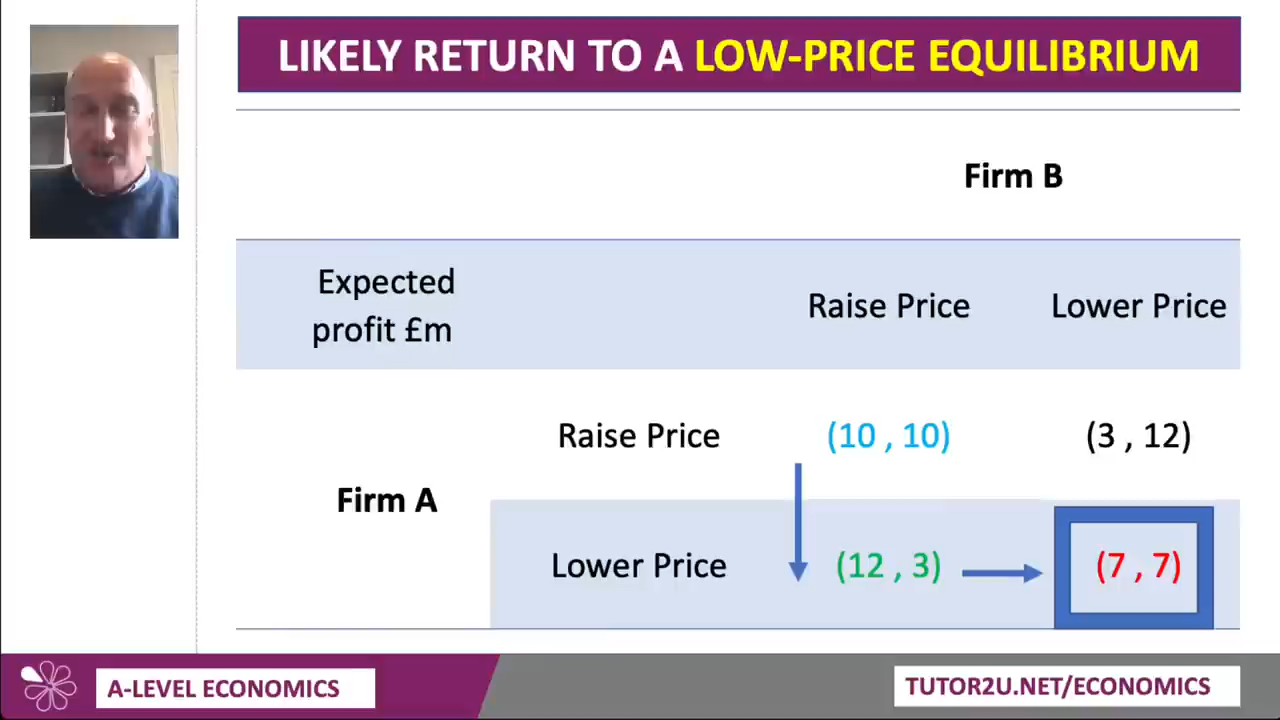 LIKELY RETURN TO A LOW-PRICE EQUILIBRIUM
Firm B
Expected
profit £m
Raise Price
Lower Price
Firm A
Raise Price
(10 , 10)
(3 , 12)
Lower Price
(12 , 3)
(7 , 7)
A-LEVEL ECONOMICS
TUTOR2U.NET/ECONOMICS